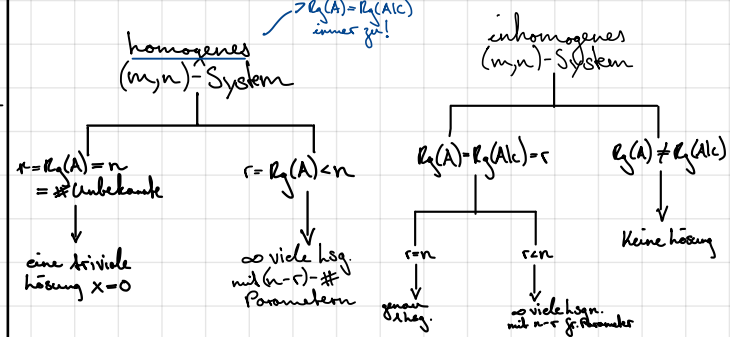 → Rg(A) = Rg(A|c)
immer zu!
homogenes
(m,n)-System
r = Rg(A) = n
= # Unbekannte
eine triviale
Lösung x=0
r = Rg(A) < n
∞ viele Lsg.
mit (n-r)-#
Parametern
inhomogenes
(m,n)-System
Rg(A) = Rg(A|c) = r
r=n
genau
1 Lsg.
r<n
∞ viele Lsgn.
mit n-r fr. Parameter
Rg(A) ≠ Rg(A|c)
Keine Lösung